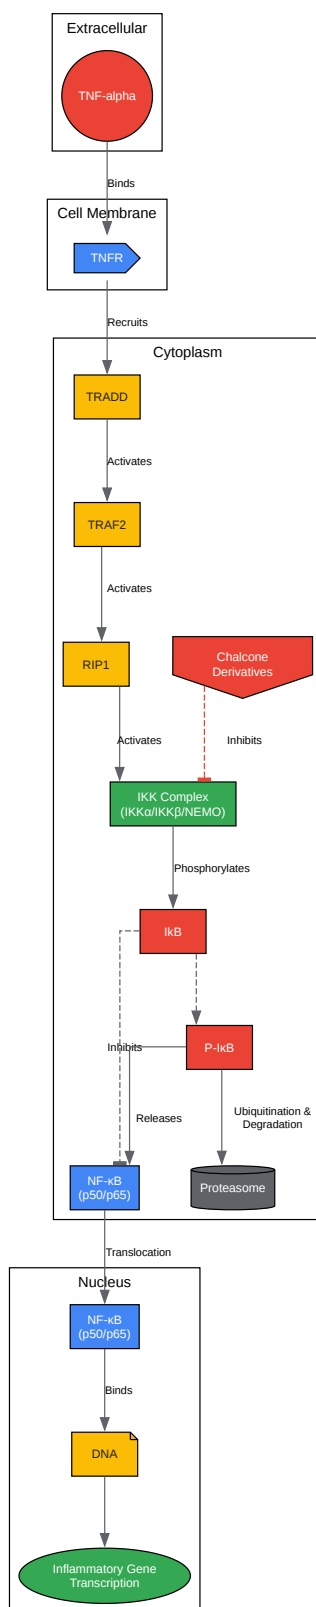 Extracellular
TNF-alpha
Binds
Cell Membrane
TNFR
Recruits
Cytoplasm
TRADD
Activates
TRAF2
Activates
RIP1
Chalcone
Derivatives
Activates
Inhibits
IKK Complex
(IKKα/IKKβ/NEMO)
Phosphorylates
IkB
P-IκB
Inhibits
Releases
Ubiquitination &
Degradation
NF-κB
(p50/p65)
Proteasome
Translocation
Nucleus
NF-κB
(p50/p65)
Binds
DNA
Inflammatory Gene
Transcription